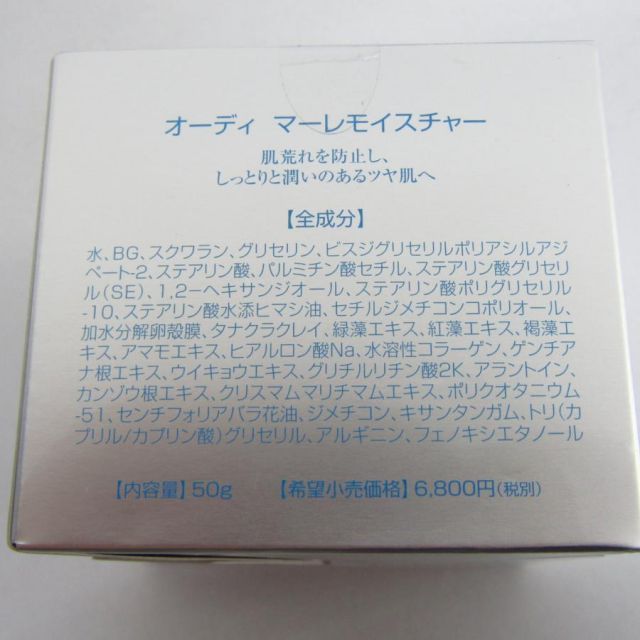 オーディ マーレモイスチャー
肌荒れを防止し、
しっとりと潤いのあるツヤ肌へ
【全成分】
水、BG、スクワラン、グリセリン、ビスジグリセリルポリアシルアジ
ペート-2、ステアリン酸、パルミチン酸セチル、ステアリン酸グリセリ
ル(SE)、1,2-ヘキサンジオール、ステアリン酸ポリグリセリル
-10、ステアリン酸水添ヒマシ油、セチルジメチコンコポリオール、
加水分解卵殻膜、タナクラクレイ、緑藻エキス、紅藻エキス、褐藻エ
キス、アマモエキス、ヒアルロン酸Na、水溶性コラーゲン、ゲンチア
ナ根エキス、ウイキョウエキス、グリチルリチン酸2K、アラントイン、
カンゾウ根エキス、クリスマムマリチマムエキス、ポリクオタニウム
-51、センチフォリアバラ花油、ジメチコン、キサンタンガム、トリ(カ
プリル/カプリン酸)グリセリル、アルギニン、フェノキシエタノール
【内容量】50g 【希望小売価格】6,800円(税別)